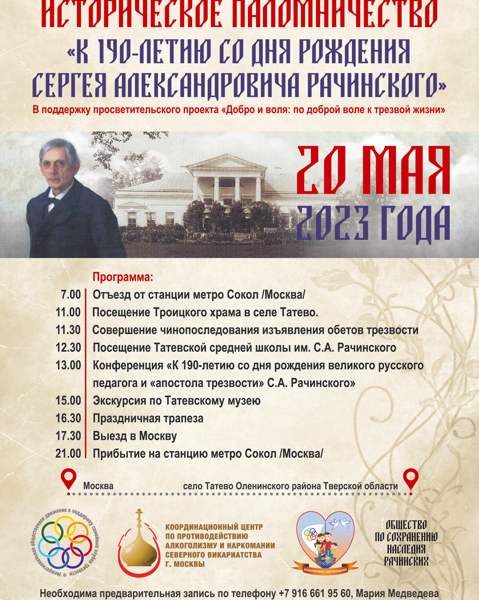 ИСТОРИЧЕСКОЕ ПАЛОМНИЧЕСТВО
«К 190-ЛЕТИЮ СО ДНЯ РОЖДЕНИЯ
СЕРГЕЯ АЛЕКСАНДРОВИЧА РАЧИНСКОГО»
В поддержку просветительского проекта «Добро и воля: по доброй воле к трезвой жизни»
20 МАЯ
2023 ГОДА
Программа:
7.00 Отъезд от станции метро Сокол /Москва/
11.00 Посещение Троицкого храма в селе Татево.
11.30 Совершение чинопоследования изъявления обетов трезвости
12.30 Посещение Татевской средней школы им. С.А. Рачинского
13.00 Конференция «К 190-летию со дня рождения великого русского
педагога и «апостола трезвости» С.А. Рачинского»
15.00 Экскурсия по Татевскому музею
16.30 Праздничная трапеза
17.30 Выезд в Москву
21.00 Прибытие на станцию метро Сокол /Москва/
Москва
село Татево Оленинского района Тверской области
КООРДИНАЦИОННЫЙ ЦЕНТР
ПО ПРОТИВОДЕЙСТВИЮ
АЛКОГОЛИЗМУ И НАРКОМАНИИ
СЕВЕРНОГО ВИКАРИАТСТВА
Г. МОСКВЫ
ОБЩЕСТВО
ПО СОХРАНЕНИЮ
НАСЛЕДИЯ
РАЧИНСКИХ
Необходима предварительная запись по телефону +7 916 661 95 60, Мария Медведева